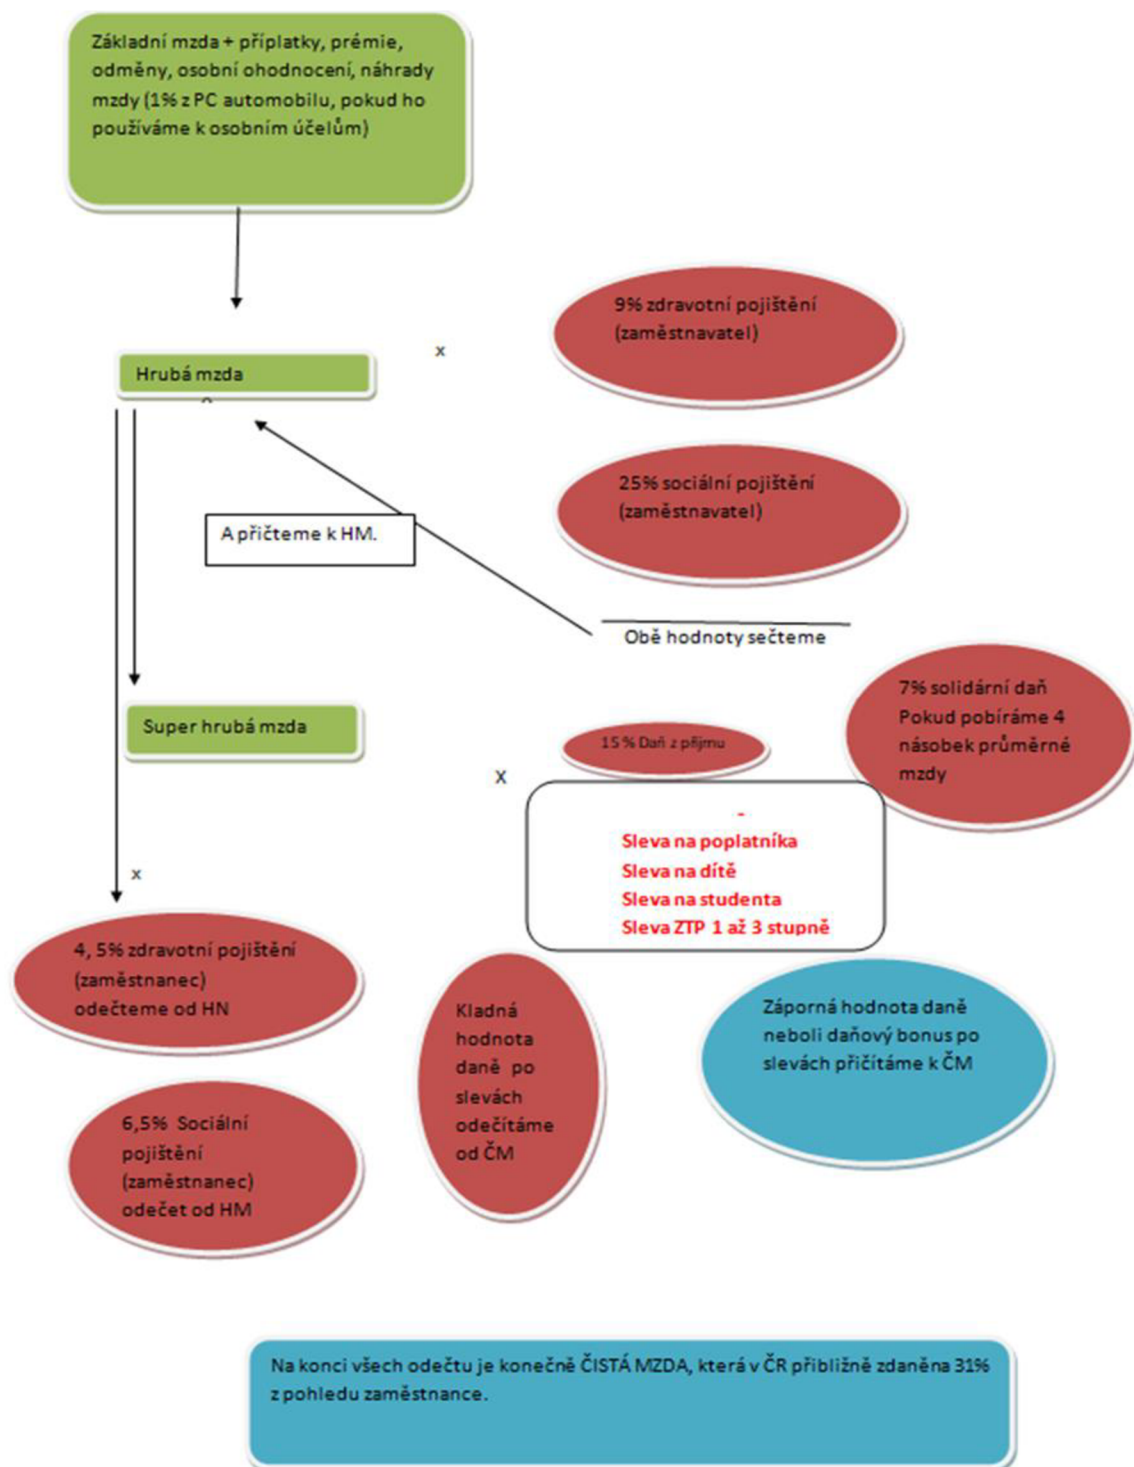 Základní mzda + příplatky, prémie,
odměny, osobní ohodnocení, náhrady
mzdy (1% z PC automobilu, pokud ho
používáme k osobním účelům)
9% zdravotní pojištění
(zaměstnavatel)
x
Hrubá mzda
25% sociální pojištění
(zaměstnavatel)
A přičteme k HM.
Obě hodnoty sečteme
7% solidární daň
Pokud pobíráme 4
násobek průměrné
mzdy
Super hrubá mzda
15 % Daň z příjmu
x
-
Sleva na poplatníka
Sleva na dítě
Sleva na studenta
Sleva ZTP 1 až 3 stupně
x
4, 5% zdravotní pojištění
(zaměstnanec)
odečteme od HN
Kladná
hodnota
daně po
slevách
odečítáme
od ČM
Záporná hodnota daně
neboli daňový bonus po
slevách přičítáme k ČM
6,5% Sociální
pojištění
(zaměstnanec)
odečet od HM
Na konci všech odečtu je konečně ČISTÁ MZDA, která v ČR přibližně zdaněna 31%
z pohledu zaměstnance.